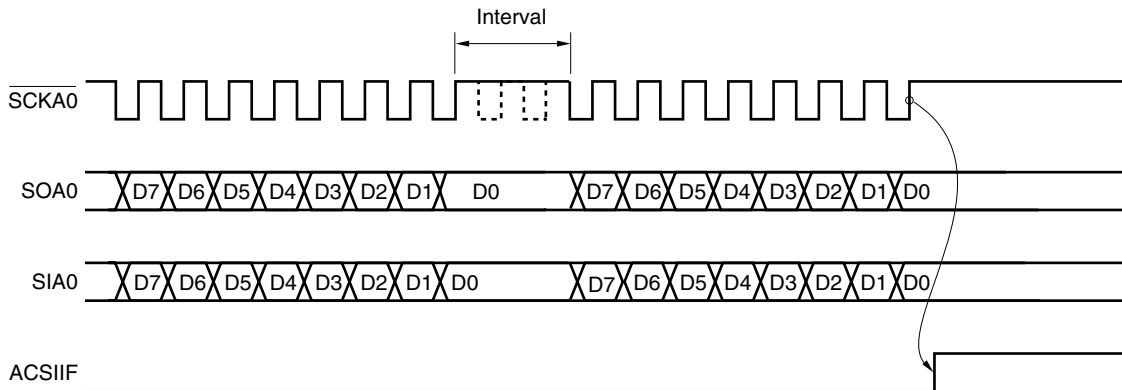 Interval
SCKA0
SOA0 D7 D6 D5 D4 D3 D2 D1 D0 D7 D6 D5 D4 D3 D2 D1 D0
SIA0 D7 D6 D5 D4 D3 D2 D1 D0 D7 D6 D5 D4 D3 D2 D1 D0
ACSIIF